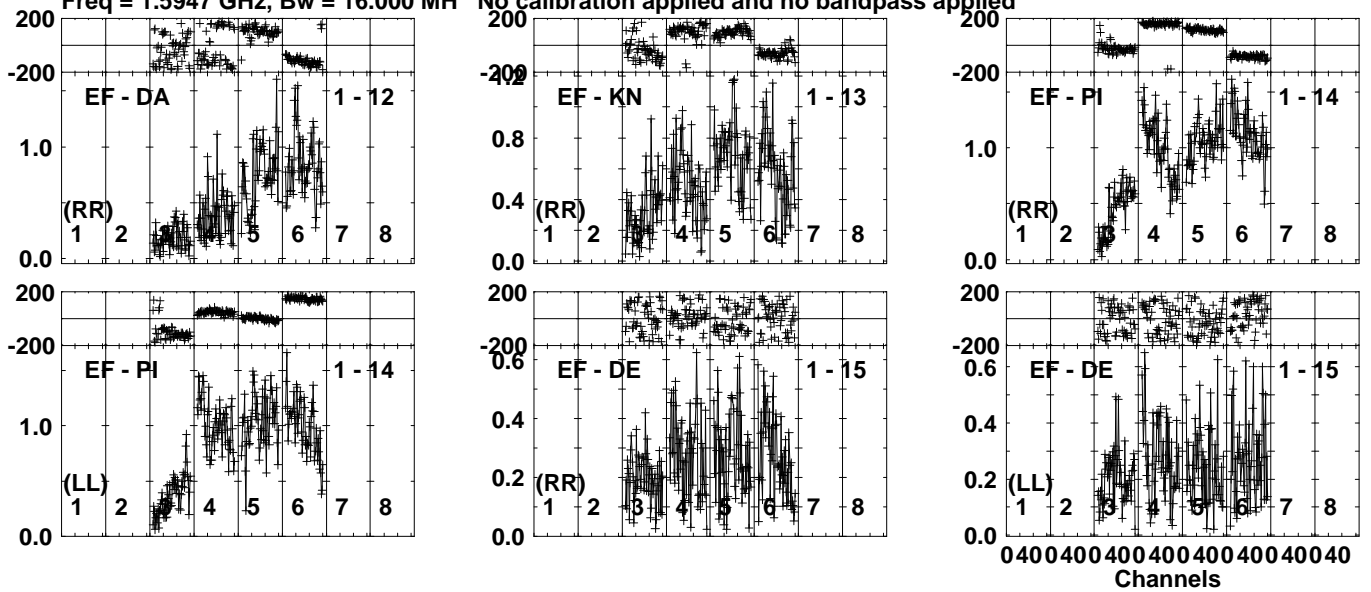 Freq = 1.5947 GHz, Bw = 16.000 MH No calibration applied and no bandpass applied
200
-200
EF - DA 1 - 12
1.0
(RR)
1 2 3 4 5 6 7 8
0.0
200
-200
1.2
EF - KN 1 - 13
0.8
0.4
(RR)
1 2 3 4 5 6 7 8
0.0
200
-200
EF - PI 1 - 14
1.0
(RR)
1 2 3 4 5 6 7 8
0.0
200
-200
EF - PI 1 - 14
1.0
(LL)
1 2 3 4 5 6 7 8
0.0
200
-200
0.6
EF - DE 1 - 15
0.4
0.2
(RR)
1 2 3 4 5 6 7 8
0.0
200
-200
0.6
EF - DE 1 - 15
0.4
0.2
(LL)
1 2 3 4 5 6 7 8
0.0
0 40 0 40 0 40 0 40 0 40 0 40 0 40 0 40
Channels